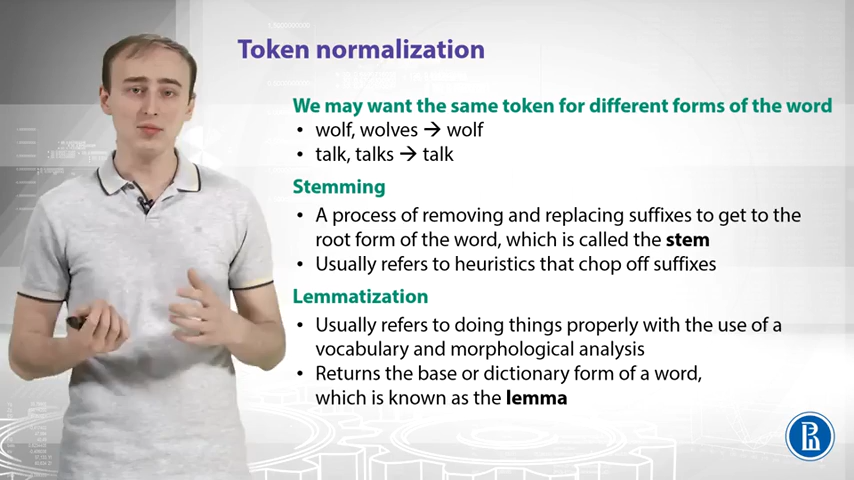 Token normalization
We may want the same token for different forms of the word
• wolf, wolves → wolf
• talk, talks → talk
Stemming
• A process of removing and replacing suffixes to get to the
root form of the word, which is called the stem
• Usually refers to heuristics that chop off suffixes
Lemmatization
• Usually refers to doing things properly with the use of a
vocabulary and morphological analysis
• Returns the base or dictionary form of a word,
which is known as the lemma